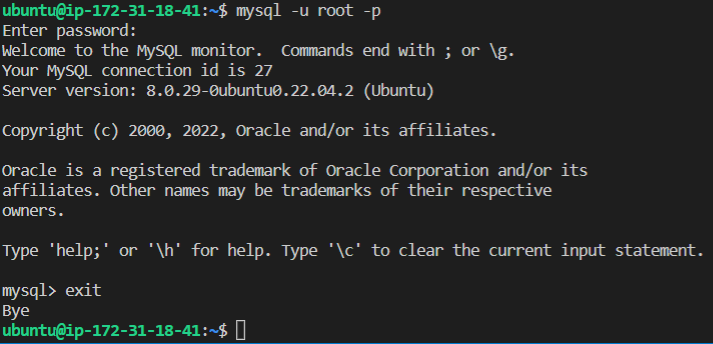 ubuntu@ip-172-31-18-41:~$ mysql -u root -p
Enter password:
Welcome to the MySQL monitor.  Commands end with ; or \g.
Your MySQL connection id is 27
Server version: 8.0.29-0ubuntu0.22.04.2 (Ubuntu)
Copyright (c) 2000, 2022, Oracle and/or its affiliates.
Oracle is a registered trademark of Oracle Corporation and/or its
affiliates. Other names may be trademarks of their respective
owners.
Type 'help;' or '\h' for help. Type '\c' to clear the current input statement.
mysql> exit
Bye
ubuntu@ip-172-31-18-41:~$